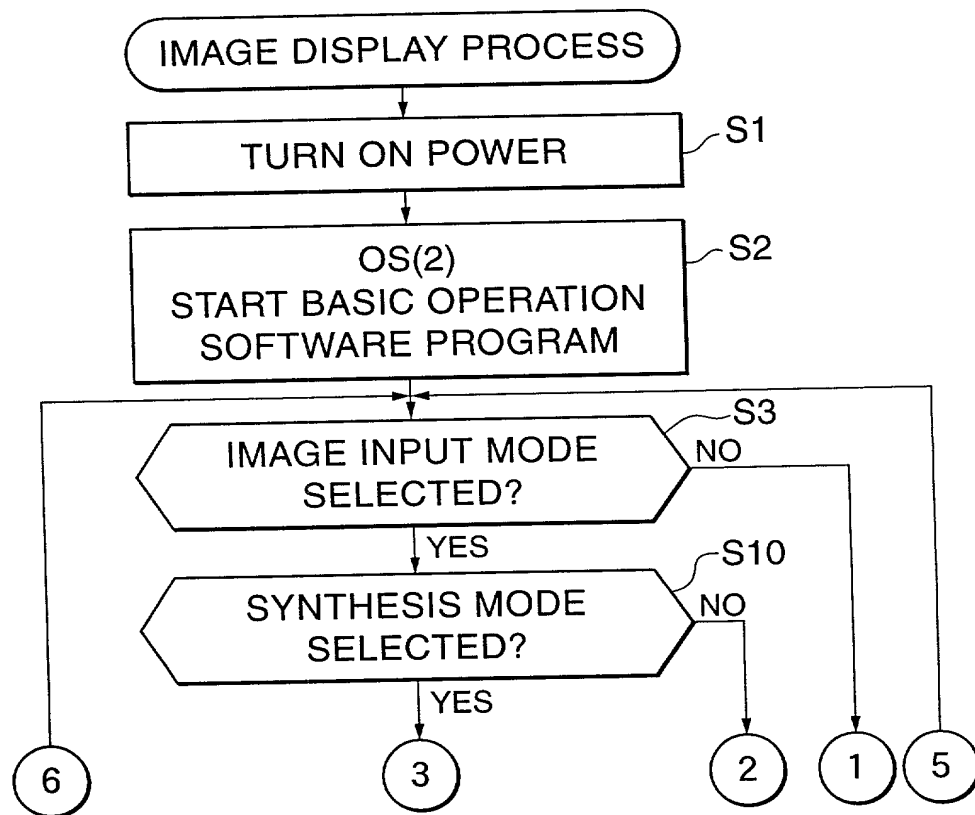 IMAGE DISPLAY PROCESS
TURN ON POWER
S1
OS(2)
START BASIC OPERATION
SOFTWARE PROGRAM
S2
IMAGE INPUT MODE
SELECTED?
S3
NO
YES
SYNTHESIS MODE
SELECTED?
S10
NO
YES
6
3
2
1
5